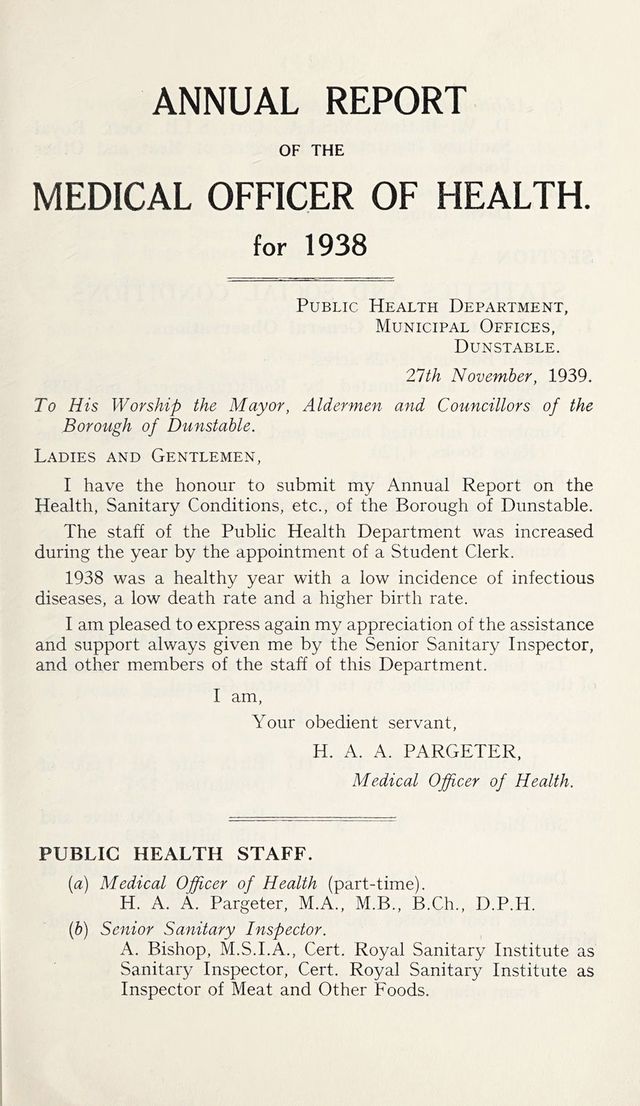 ANNUAL REPORT
OF THE
MEDICAL OFFICER OF HEALTH.
for 1938
PUBLIC HEALTH DEPARTMENT,
MUNICIPAL OFFICES,
DUNSTABLE.
27th November, 1939.
To His Worship the Mayor, Aldermen and Councillors of the
Borough of Dunstable.
LADIES AND GENTLEMEN,
I have the honour to submit my Annual Report on the
Health, Sanitary Conditions, etc., of the Borough of Dunstable.
The staff of the Public Health Department was increased
during the year by the appointment of a Student Clerk.
1938 was a healthy year with a low incidence of infectious
diseases, a low death rate and a higher birth rate.
I am pleased to express again my appreciation of the assistance
and support always given me by the Senior Sanitary Inspector,
and other members of the staff of this Department.
I am,
Your obedient servant,
H. A. A. PARGETER,
Medical Officer of Health.
PUBLIC HEALTH STAFF.
(a) Medical Officer of Health (part-time).
H. A. A. Pargeter, M.A., M.B., B.Ch., D.P.H.
(b) Senior Sanitary Inspector.
A. Bishop, M.S.I.A., Cert. Royal Sanitary Institute as
Sanitary Inspector, Cert. Royal Sanitary Institute as
Inspector of Meat and Other Foods.